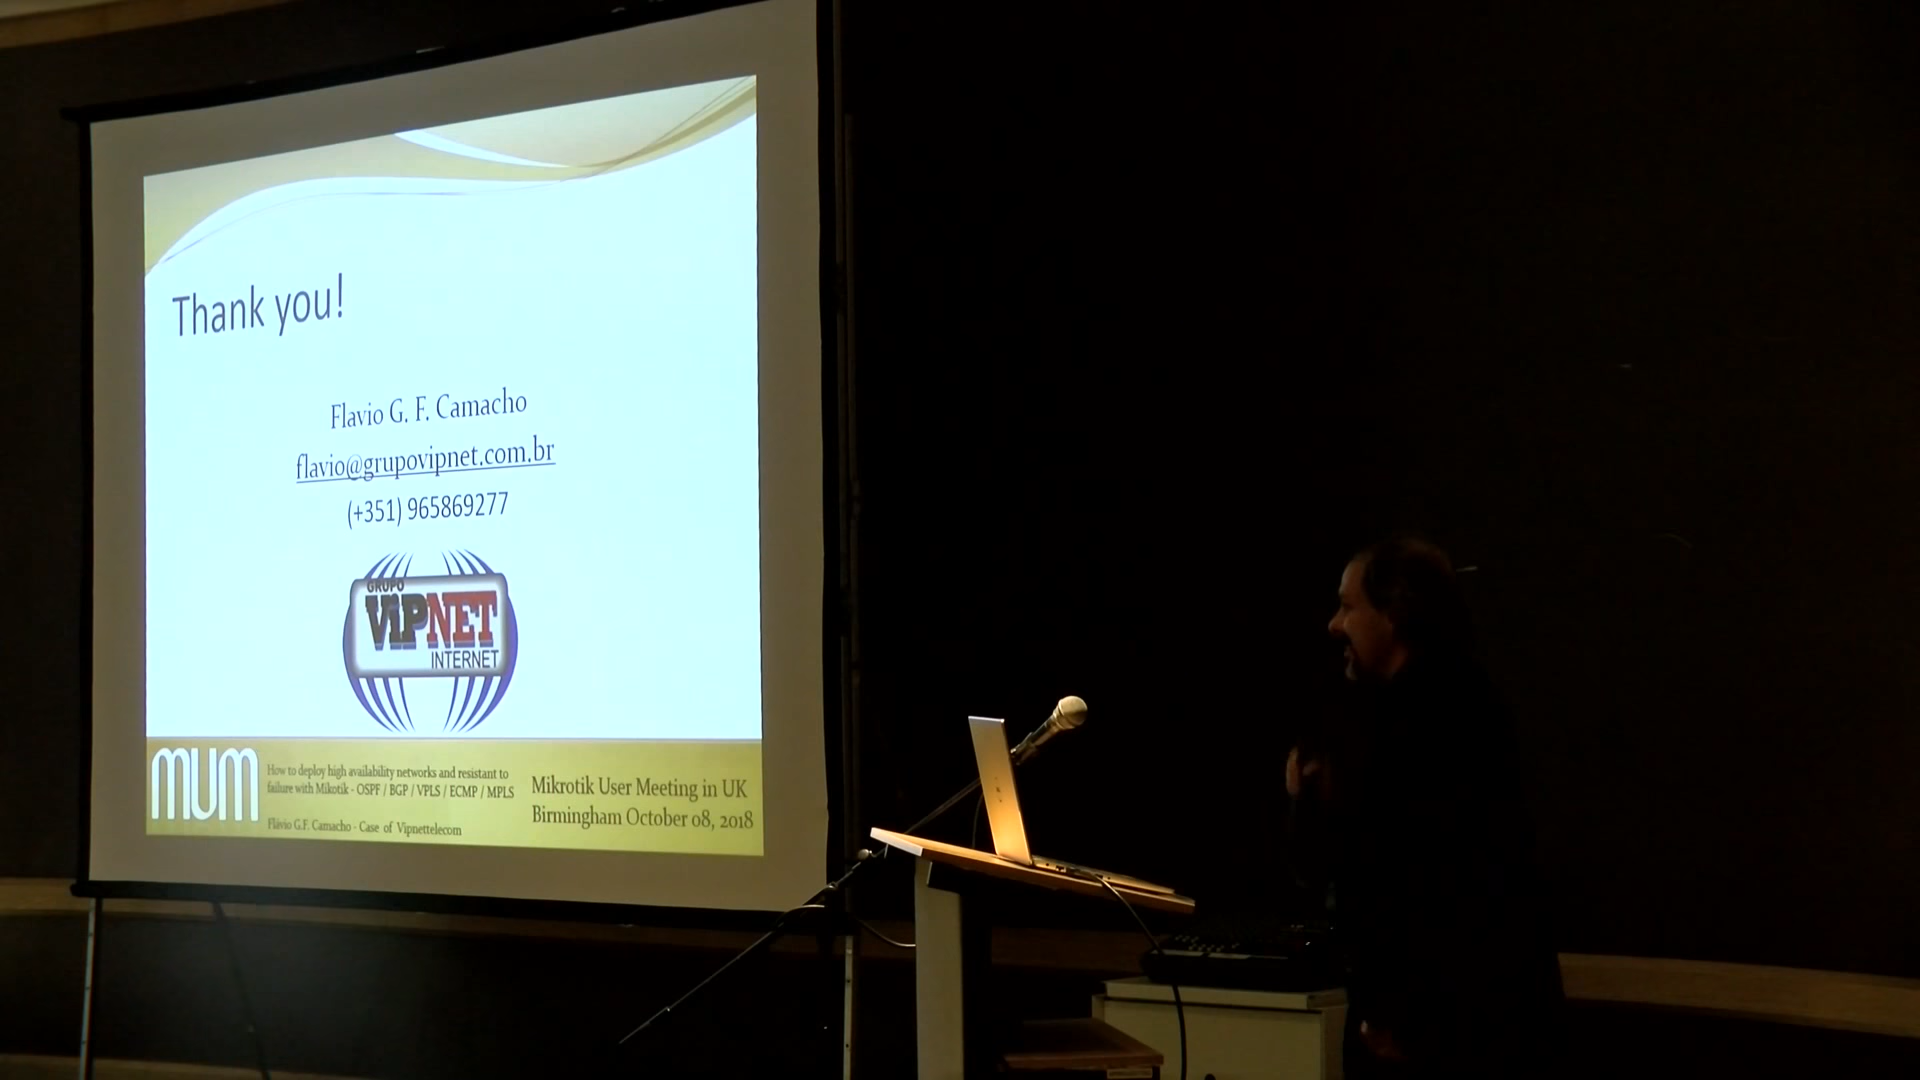 Thank you!
Flavio G. F. Camacho
flavio@grupovipnet.com.br
(+351) 965869277
GRUPO
ViPNET
INTERNET
mum
How to deploy high availability networks and resistant to
failure with Mikotik - OSPF / BGP / VPLS / ECMP / MPLS
Flávio G.F. Camacho - Case of Vipnettelecom
Mikrotik User Meeting in UK
Birmingham October 08, 2018